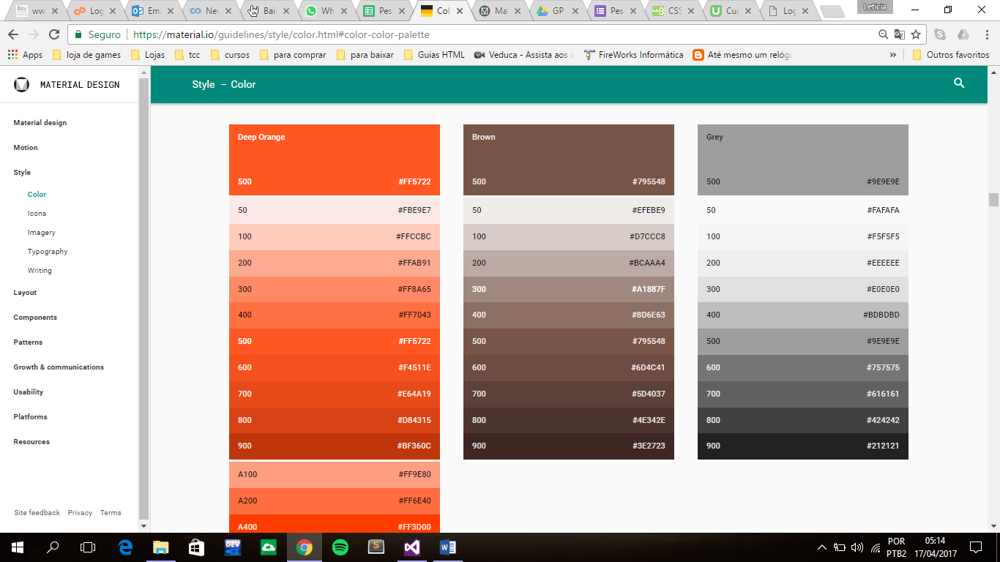 Leticia
ww
Log
Ema
Neu
Bai
Wh
Pes
Col
Ma
GP
Pes
CSS
Cur
Log
Seguro
https://material.io/guidelines/style/color.html#color-color-palette
Apps
loja de games
Lojas
tcc
cursos
para comprar
para baixar
Guias HTML
Veduca - Assista aos n
FireWorks Informática
Até mesmo um relógi
»
Outros favoritos
MATERIAL DESIGN
Material design
Motion
Style
Color
Icons
Imagery
Typography
Writing
Layout
Components
Patterns
Growth & communications
Usability
Platforms
Resources
Site feedback Privacy Terms
Style – Color
Deep Orange
500 #FF5722
50 #FBE9E7
100 #FFCCBC
200 #FFAB91
300 #FF8A65
400 #FF7043
500 #FF5722
600 #F4511E
700 #E64A19
800 #D84315
900 #BF360C
A100 #FF9E80
A200 #FF6E40
A400 #FF3D00
Brown
500 #795548
50 #EFEBE9
100 #D7CCC8
200 #BCAAA4
300 #A1887F
400 #8D6E63
500 #795548
600 #6D4C41
700 #5D4037
800 #4E342E
900 #3E2723
Grey
500 #9E9E9E
50 #FAFAFA
100 #F5F5F5
200 #EEEEEE
300 #E0E0E0
400 #BDBDBD
500 #9E9E9E
600 #757575
700 #616161
800 #424242
900 #212121
POR
PTB2
05:14
17/04/2017